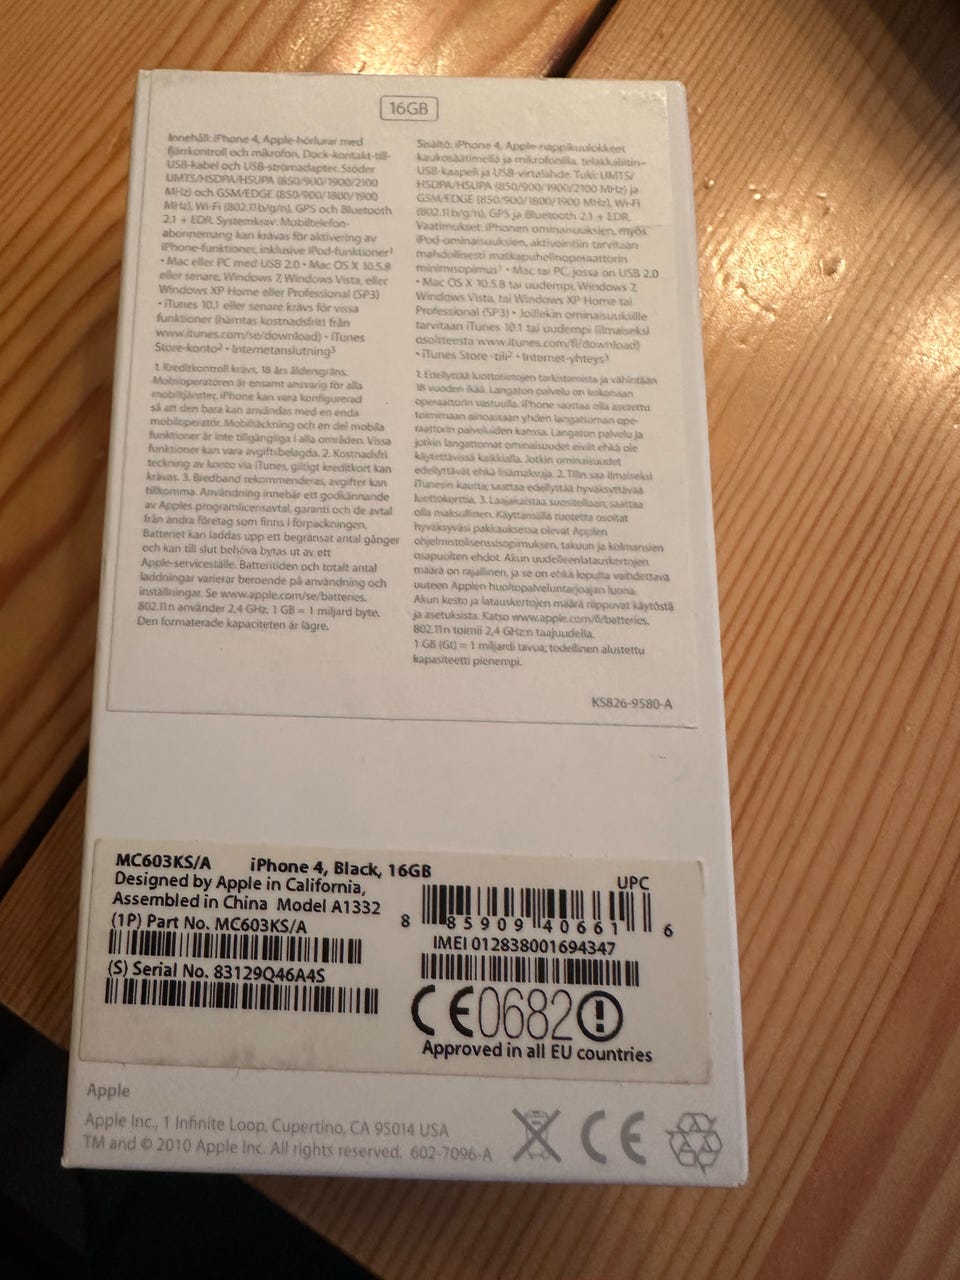 16GB
Innehåll: iPhone 4, Apple-hörlurar med
fjärrkontroll och mikrofon, Dock-kontakt-till-
USB-kabel och USB-strömadapter. Stöder
UMTS/HSDPA/HSUPA (850/900/1900/2100
MHz) och GSM/EDGE (850/900/1800/1900
MHz), Wi-Fi (802.11b/g/n), GPS och Bluetooth
2.1 + EDR. Systemkrav: Mobiltelefon-
abonnemang kan krävas för aktivering av
iPhone-funktioner, inklusive iPod-funktioner¹
• Mac eller PC med USB 2.0 • Mac OS X 10.5.8
eller senare, Windows 7, Windows Vista, eller
Windows XP Home eller Professional (SP3)
• iTunes 10.1 eller senare krävs för vissa
funktioner (hämtas kostnadsfritt från
www.itunes.com/se/download) • iTunes
Store-konto² • Internetanslutning³
1. Kreditkontroll krävs. 18 års åldersgräns.
Mobiloperatören är ensamt ansvarig för alla
mobiltjänster. iPhone kan vara konfigurerad
så att den bara kan användas med en enda
mobiloperatör. Mobiltäckning och en del mobila
funktioner är inte tillgängliga i alla områden. Vissa
funktioner kan vara avgiftsbelagda. 2. Kostnadsfri
teckning av konto via iTunes, giltigt kreditkort kan
krävas. 3. Bredband rekommenderas, avgifter kan
tillkomma. Användning innebär ett godkännande
av Apples programlicensavtal, garanti och de avtal
från andra företag som finns i förpackningen.
Batteriet kan laddas upp ett begränsat antal gånger
och kan till slut behöva bytas ut av ett
Apple-serviceställe. Batteritiden och totalt antal
laddningar varierar beroende på användning och
inställningar. Se www.apple.com/se/batteries.
802.11n använder 2,4 GHz. 1 GB = 1 miljard byte.
Den formaterade kapaciteten är lägre.
Sisältö: iPhone 4, Apple-nappikuulokkeet
kaukosäätimellä ja mikrofonilla, telakkaliitin–
USB-kaapeli ja USB-virtalähde. Tuki: UMTS/
HSDPA/HSUPA (850/900/1900/2100 MHz) ja
GSM/EDGE (850/900/1800/1900 MHz), Wi-Fi
(802.11b/g/n), GPS ja Bluetooth 2.1 + EDR.
Vaatimukset: iPhonen ominaisuuksien, myös
iPod-ominaisuuksien, aktivointiin tarvitaan
mahdollisesti matkapuhelinoperaattorin
minimisopimus¹ • Mac tai PC, jossa on USB 2.0
• Mac OS X 10.5.8 tai uudempi, Windows 7,
Windows Vista, tai Windows XP Home tai
Professional (SP3) • Joillekin ominaisuuksille
tarvitaan iTunes 10.1 tai uudempi (ilmaiseksi
osoitteesta www.itunes.com/fi/download)
• iTunes Store -tili² • Internet-yhteys³
1. Edellyttää luottotietojen tarkistamista ja vähintään
18 vuoden ikää. Langaton palvelu on kokonaan
operaattorin vastuulla. iPhone saattaa olla asetettu
toimimaan ainoastaan yhden langattoman ope-
raattorin palveluiden kanssa. Langaton palvelu ja
jotkin langattomat ominaisuudet eivät ehkä ole
käytettävissä kaikkialla. Jotkin ominaisuudet
edellyttävät ehkä lisämaksuja. 2. Tilin saa ilmaiseksi
iTunesin kautta; saattaa edellyttää hyväksyttävää
luottokorttia. 3. Laajakaistaa suositellaan; saattaa
olla maksullinen. Käyttämällä tuotetta osoitat
hyväksyväsi pakkauksessa olevat Applen
ohjelmistolisenssisopimuksen, takuun ja kolmansien
osapuolten ehdot. Akun uudelleenlatauskertojen
määrä on rajallinen, ja se on ehkä lopulta vaihdettava
uuteen Applen huoltopalveluntarjoajan luona.
Akun kesto ja latauskertojen määrä riippuvat käytöstä
ja asetuksista. Katso www.apple.com/fi/batteries.
802.11n toimii 2,4 GHz:n taajuudella.
1 GB (Gt) = 1 miljardi tavua; todellinen alustettu
kapasiteetti pienempi.
KS826-9580-A
MC603KS/A iPhone 4, Black, 16GB
Designed by Apple in California,
Assembled in China Model A1332
(1P) Part No. MC603KS/A
(S) Serial No. 83129Q46A4S
UPC
8 85909 40661 6
IMEI 012838001694347
CE0682
Approved in all EU countries
Apple
Apple Inc., 1 Infinite Loop, Cupertino, CA 95014 USA
TM and © 2010 Apple Inc. All rights reserved. 602-7096-A
CE